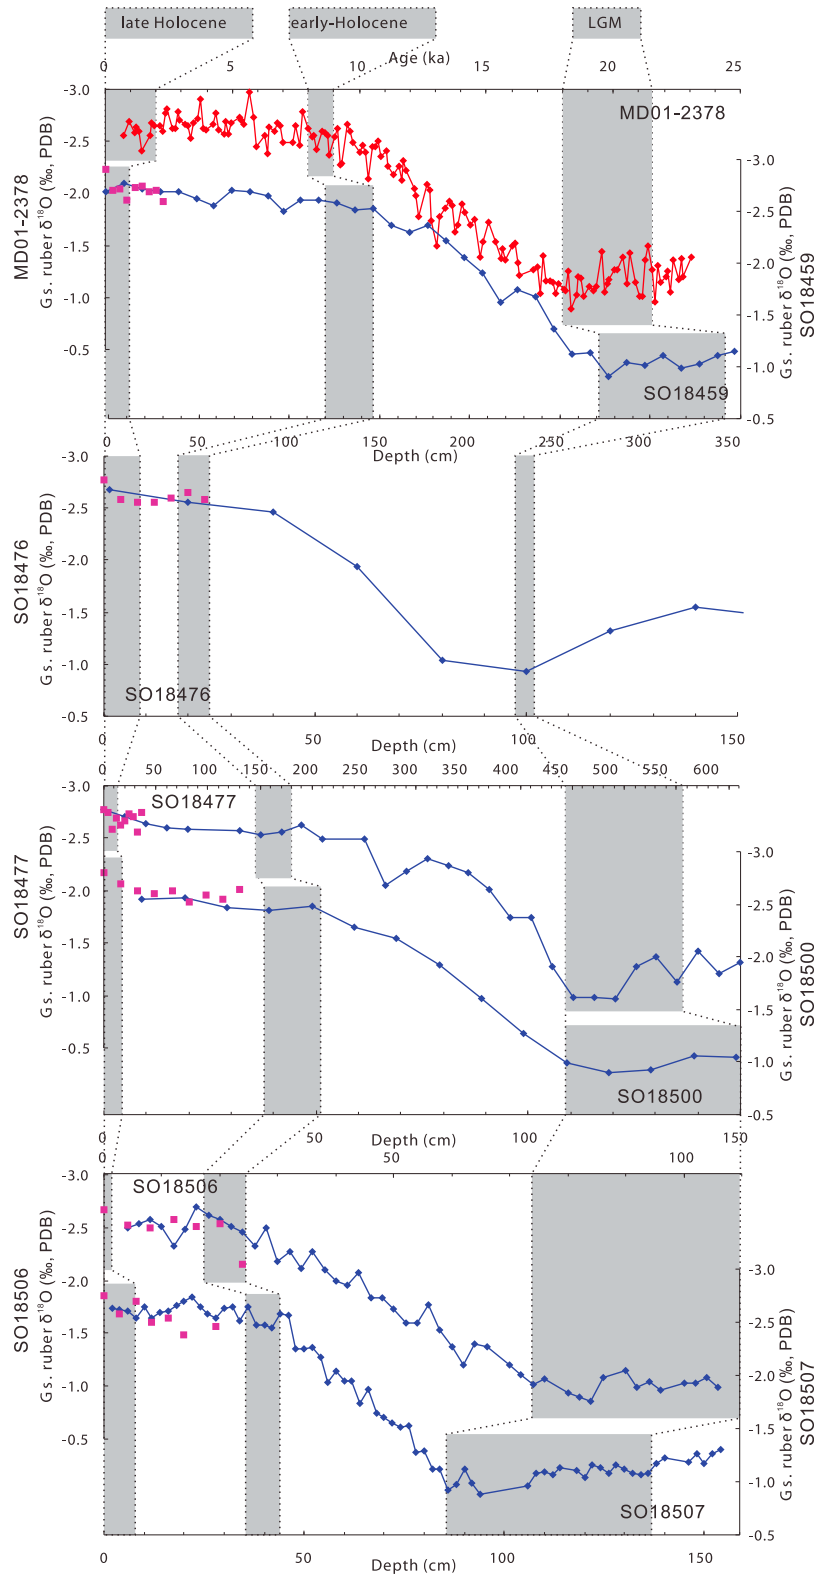 late Holocene early-Holocene LGM
Age (ka)
0 5 10 15 20 25
-3.0
-2.5
-2.0
-1.5
-1.0
-0.5
MD01-2378
Gs. ruber δ¹⁸O (‰, PDB)
MD01-2378
-3.0
-2.5
-2.0
-1.5
-1.0
-0.5
Gs. ruber δ¹⁸O (‰, PDB)
SO18459
SO18459
0 50 100 150 200 250 300 350
Depth (cm)
-3.0
-2.5
-2.0
-1.5
-1.0
-0.5
SO18476
Gs. ruber δ¹⁸O (‰, PDB)
SO18476
0 50 100 150
Depth (cm)
0 50 100 150 200 250 300 350 400 450 500 550 600
-3.0
-2.5
-2.0
-1.5
-1.0
-0.5
SO18477
Gs. ruber δ¹⁸O (‰, PDB)
SO18477
-3.0
-2.5
-2.0
-1.5
-1.0
-0.5
Gs. ruber δ¹⁸O (‰, PDB)
SO18500
SO18500
50 100 150
Depth (cm)
0 50 100
-3.0
-2.5
-2.0
-1.5
-1.0
-0.5
SO18506
Gs. ruber δ¹⁸O (‰, PDB)
SO18506
-3.0
-2.5
-2.0
-1.5
-1.0
-0.5
Gs. ruber δ¹⁸O (‰, PDB)
SO18507
SO18507
0 50 100 150
Depth (cm)